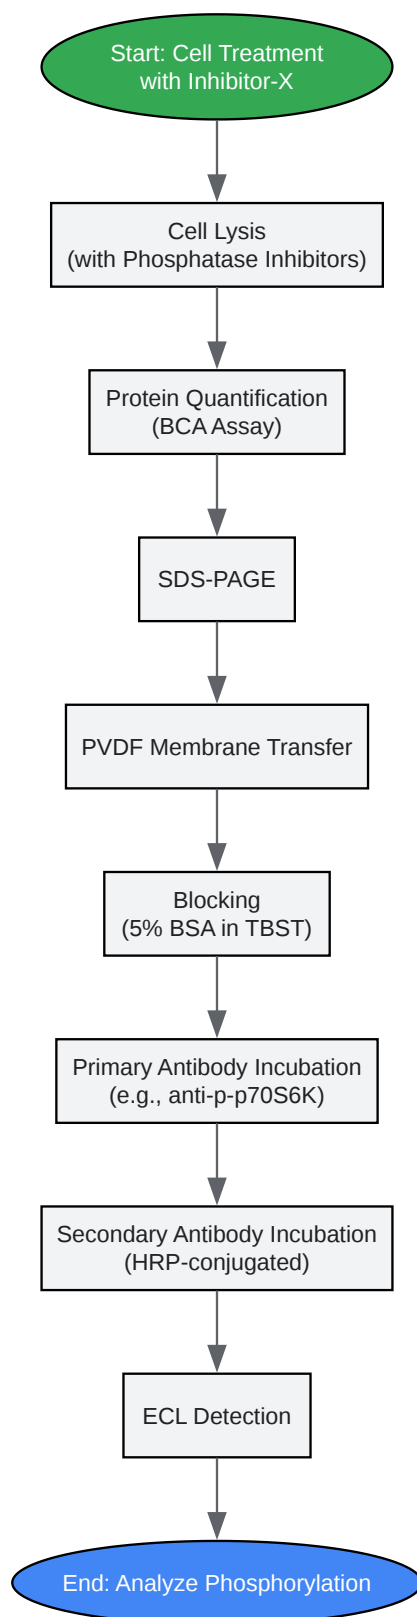 Start: Cell Treatment
with Inhibitor-X
Cell Lysis
(with Phosphatase Inhibitors)
Protein Quantification
(BCA Assay)
SDS-PAGE
PVDF Membrane Transfer
Blocking
(5% BSA in TBST)
Primary Antibody Incubation
(e.g., anti-p-p70S6K)
Secondary Antibody Incubation
(HRP-conjugated)
ECL Detection
End: Analyze Phosphorylation